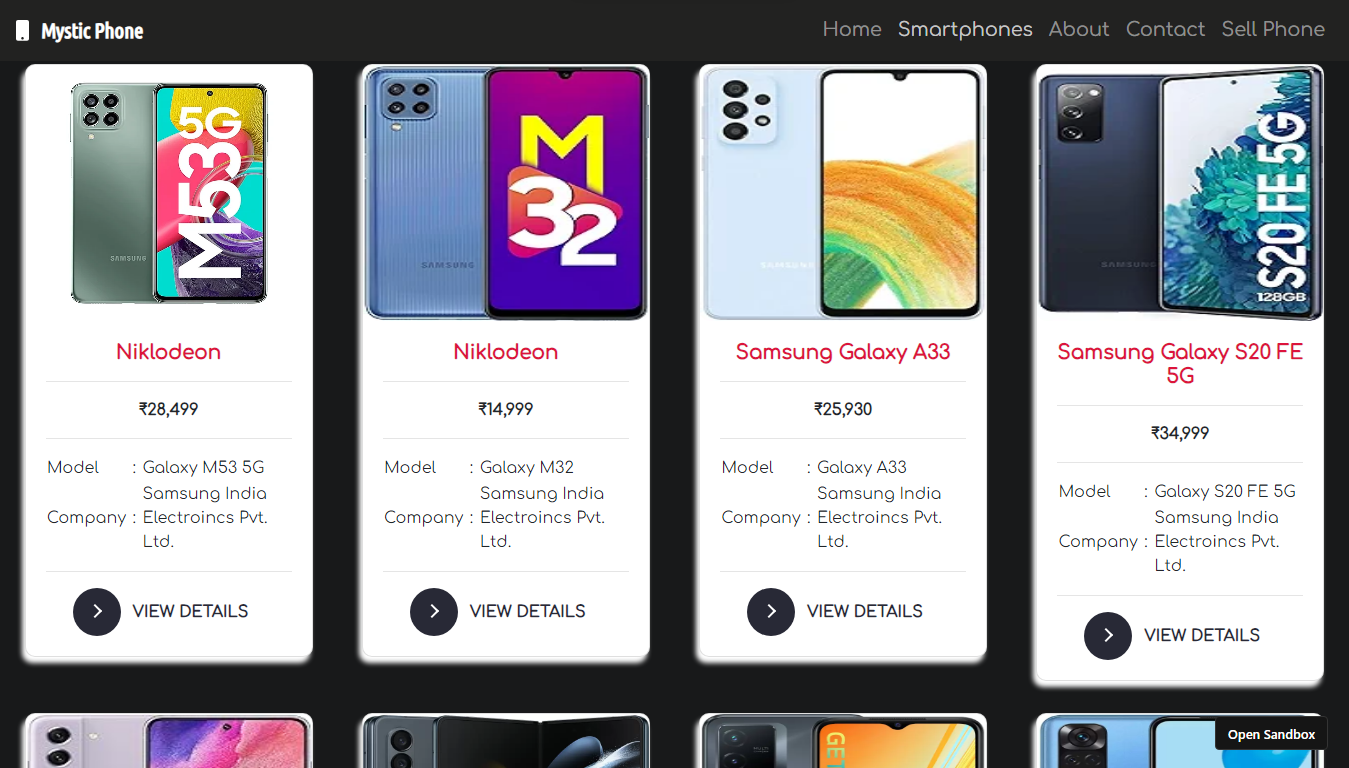 Mystic Phone
Home Smartphones About Contact Sell Phone
5G
M53
SAMSUNG
M
32
SAMSUNG
SAMSUNG
S20 FE 5G
128GB
SAMSUNG
Niklodeon
₹28,499
Model : Galaxy M53 5G
Samsung India
Company : Electroincs Pvt.
Ltd.
VIEW DETAILS
Niklodeon
₹14,999
Model : Galaxy M32
Samsung India
Company : Electroincs Pvt.
Ltd.
VIEW DETAILS
Samsung Galaxy A33
₹25,930
Model : Galaxy A33
Samsung India
Company : Electroincs Pvt.
Ltd.
VIEW DETAILS
Samsung Galaxy S20 FE
5G
₹34,999
Model : Galaxy S20 FE 5G
Samsung India
Company : Electroincs Pvt.
Ltd.
VIEW DETAILS
GET
Open Sandbox